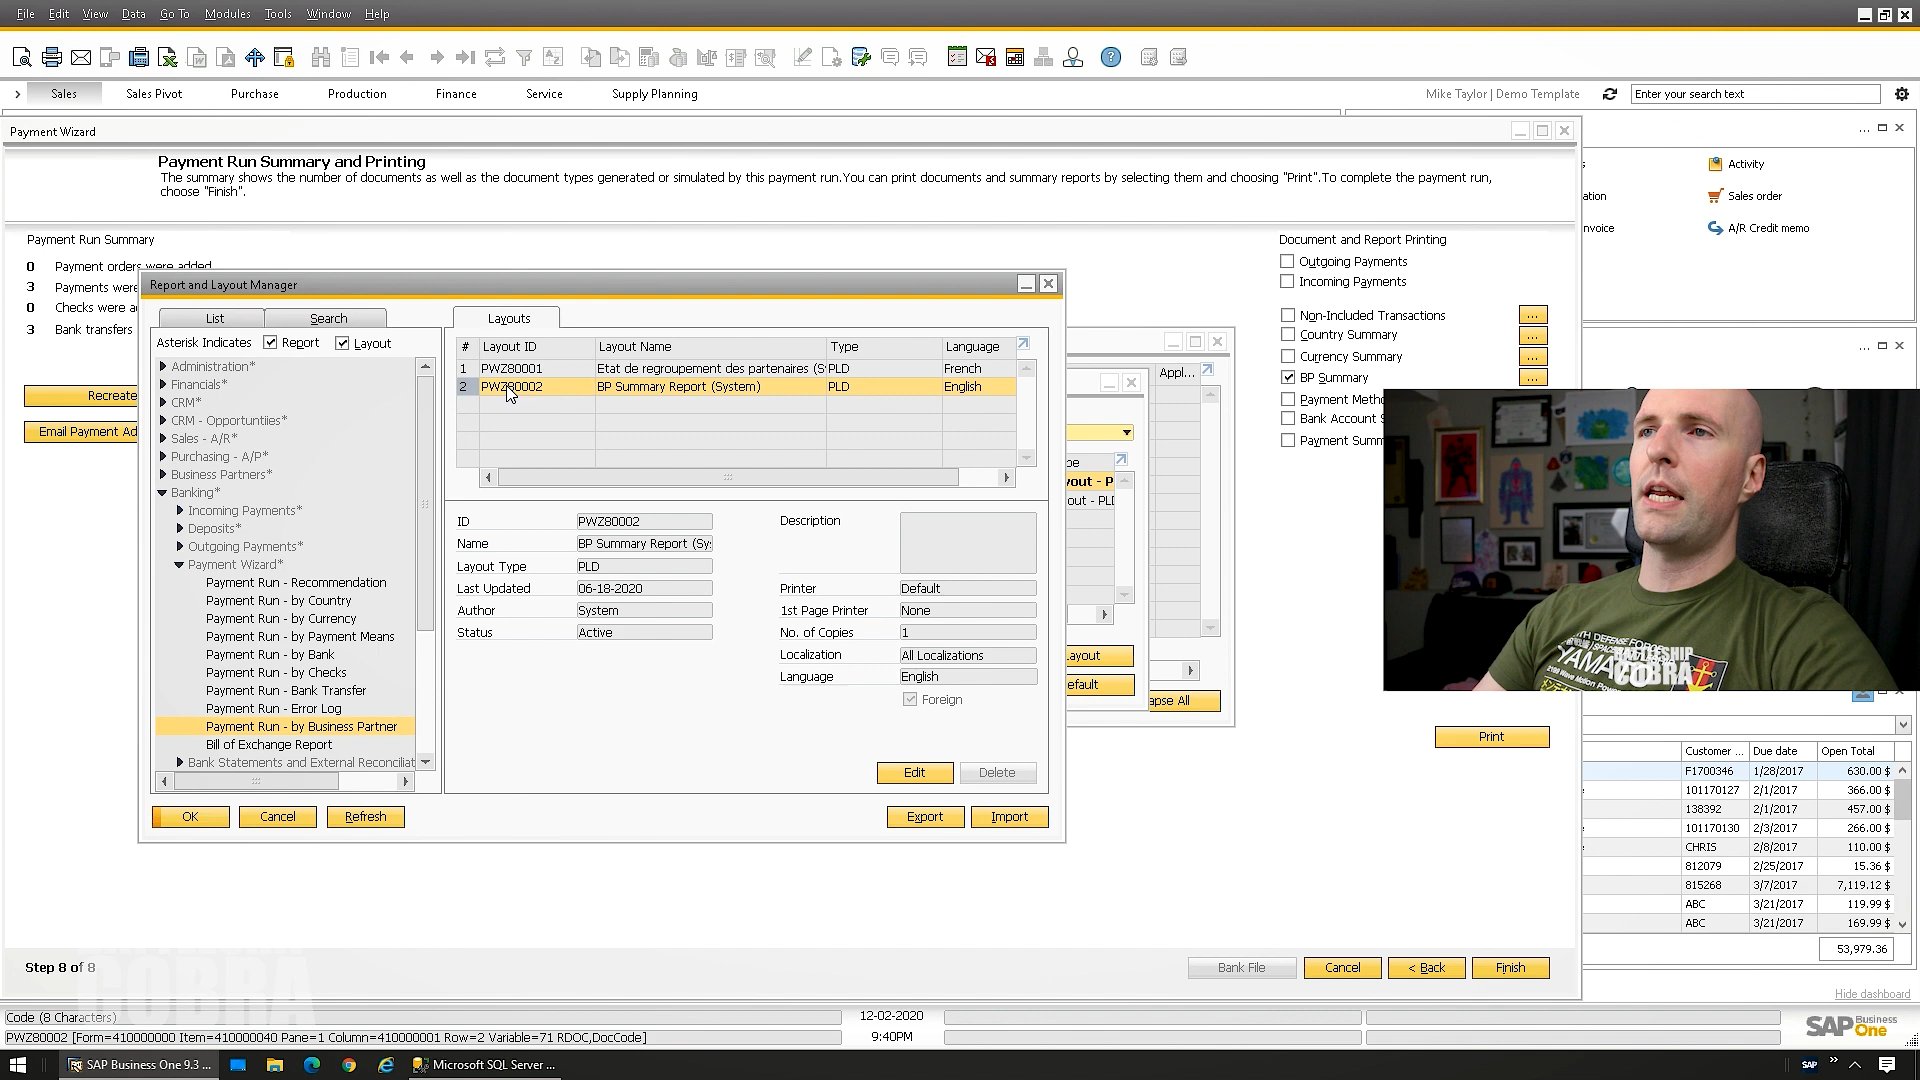 File Edit View Data Go To Modules Tools Window Help
Sales Sales Pivot Purchase Production Finance Service Supply Planning
Mike Taylor | Demo Template
Enter your search text
Payment Wizard
Payment Run Summary and Printing
The summary shows the number of documents as well as the document types generated or simulated by this payment run.You can print documents and summary reports by selecting them and choosing "Print".To complete the payment run,
choose "Finish".
Activity
Sales order
A/R Credit memo
Payment Run Summary
0 Payment orders were added
3 Payments were
0 Checks were
3 Bank transfers
Recreate
Email Payment
Document and Report Printing
Outgoing Payments
Incoming Payments
Non-Included Transactions ...
Country Summary ...
Currency Summary ...
BP Summary ...
Payment
Bank Account
Payment
Report and Layout Manager
List Search
Asterisk Indicates Report Layout
Administration*
Financials*
CRM*
CRM - Opportunities*
Sales - A/R*
Purchasing - A/P*
Business Partners*
Banking*
Incoming Payments*
Deposits*
Outgoing Payments*
Payment Wizard*
Payment Run - Recommendation
Payment Run - by Country
Payment Run - by Currency
Payment Run - by Payment Means
Payment Run - by Bank
Payment Run - by Checks
Payment Run - Bank Transfer
Payment Run - Error Log
Payment Run - by Business Partner
Bill of Exchange Report
Bank Statements and External Reconciliat
Layouts
# Layout ID Layout Name Type Language
1 PWZ80001 Etat de regroupement des partenaires (S PLD French
2 PWZ80002 BP Summary Report (System) PLD English
ID PWZ80002
Name BP Summary Report (Sy
Layout Type PLD
Last Updated 06-18-2020
Author System
Status Active
Description
Printer Default
1st Page Printer None
No. of Copies 1
Localization All Localizations
Language English
Foreign
Edit Delete
OK Cancel Refresh
Export Import
Appl...
out - PLD
Print
Customer ... Due date Open Total
F1700346 1/28/2017 630.00 $
101170127 2/1/2017 366.00 $
138392 2/1/2017 457.00 $
101170130 2/3/2017 266.00 $
CHRIS 2/8/2017 110.00 $
812079 2/25/2017 15.36 $
815268 3/7/2017 7,119.12 $
ABC 3/21/2017 119.99 $
ABC 3/21/2017 169.99 $
53,979.36
Step 8 of 8
Bank File Cancel < Back Finish
Hide dashboard
COBRA
Code (8 Characters)
12-02-2020
PWZ80002 [Form=410000000 Item=410000040 Pane=1 Column=410000001 Row=2 Variable=71 RDOC,DocCode]
9:40PM
SAP Business One
SAP Business One 9.3 ...
Microsoft SQL Server ...
SAP
YAMA
BATTLESHIP
COBRA